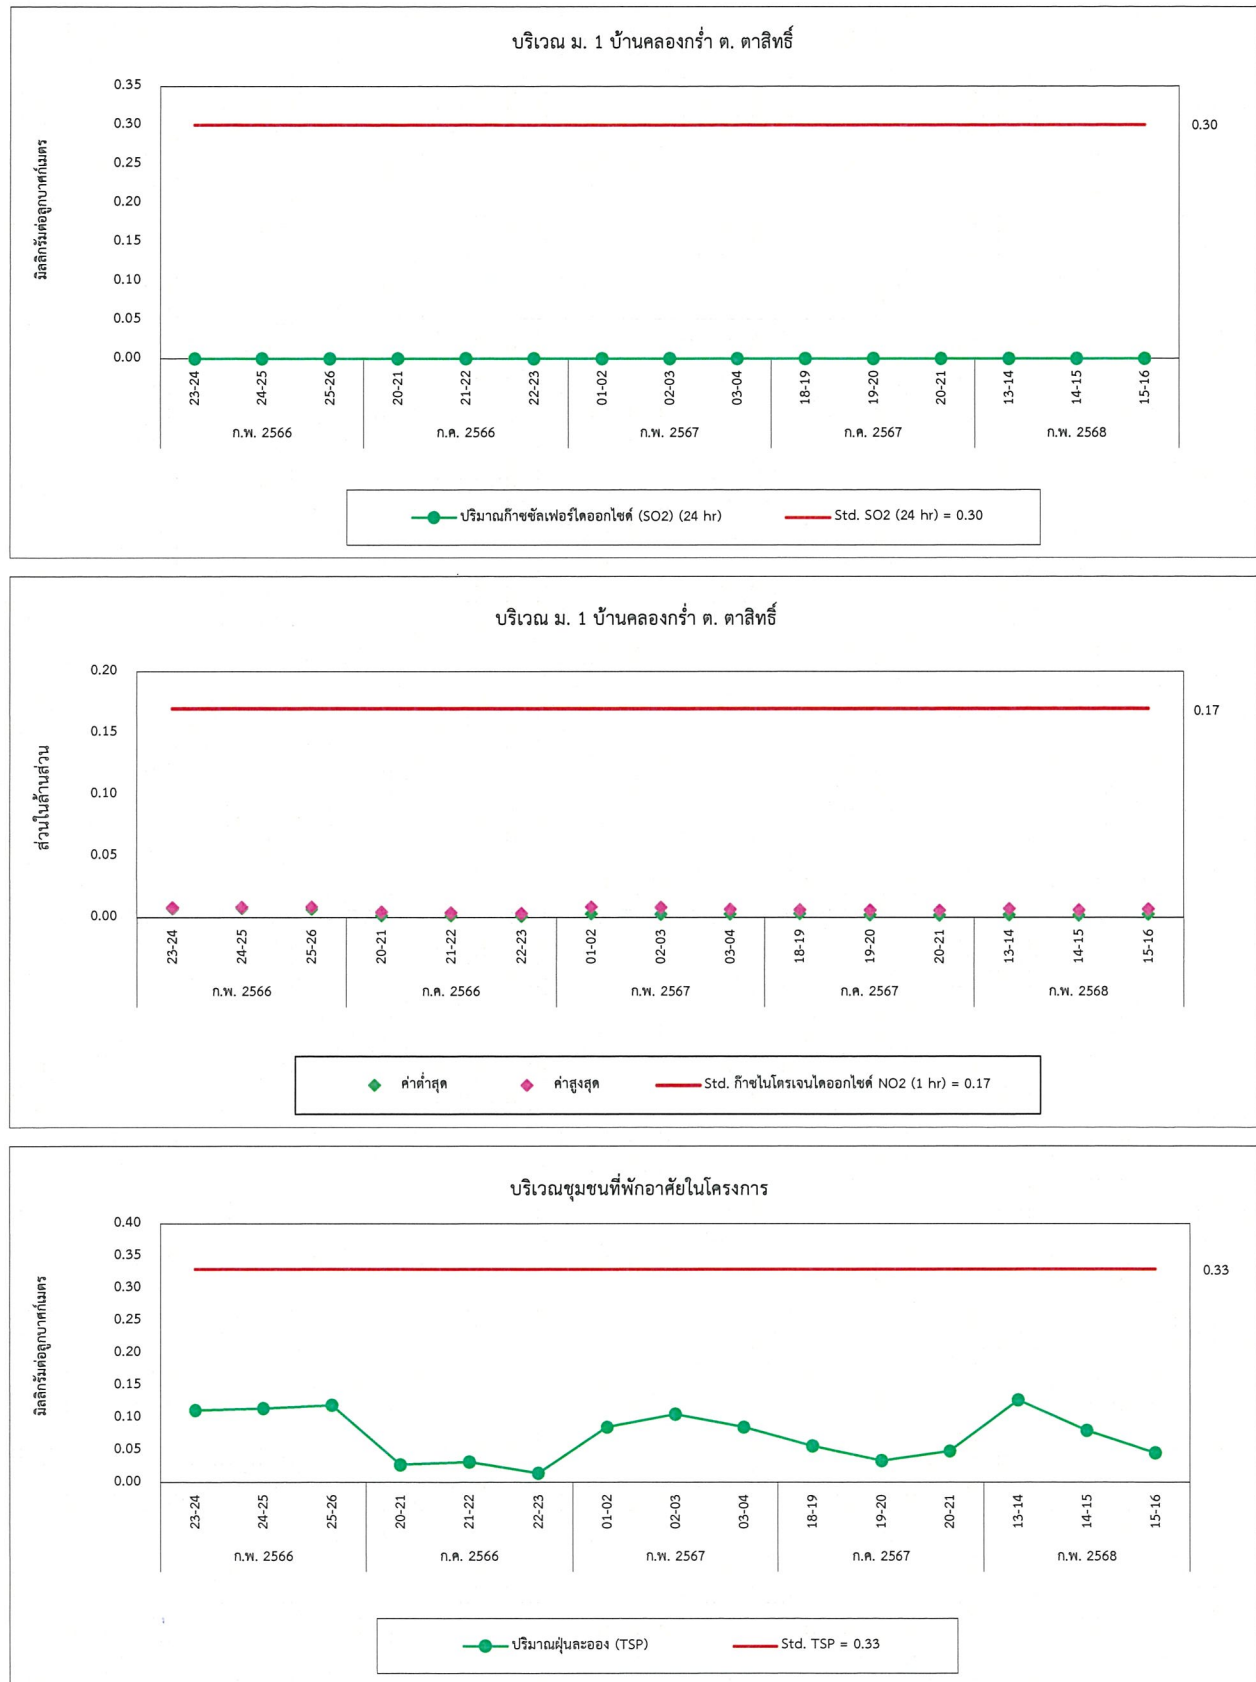 บริเวณ ม. 1 บ้านคลองกร่ำ ต. ตาสิทธิ์
มิลลิกรัมต่อลูกบาศก์เมตร
0.35
0.30
0.25
0.20
0.15
0.10
0.05
0.00
0.30
23-24 24-25 25-26 20-21 21-22 22-23 01-02 02-03 03-04 18-19 19-20 20-21 13-14 14-15 15-16
ก.พ. 2566 ก.ค. 2566 ก.พ. 2567 ก.ค. 2567 ก.พ. 2568
ปริมาณก๊าซซัลเฟอร์ไดออกไซด์ (SO2) (24 hr) Std. SO2 (24 hr) = 0.30
บริเวณ ม. 1 บ้านคลองกร่ำ ต. ตาสิทธิ์
ส่วนในล้านส่วน
0.20
0.15
0.10
0.05
0.00
0.17
23-24 24-25 25-26 20-21 21-22 22-23 01-02 02-03 03-04 18-19 19-20 20-21 13-14 14-15 15-16
ก.พ. 2566 ก.ค. 2566 ก.พ. 2567 ก.ค. 2567 ก.พ. 2568
ค่าต่ำสุด ค่าสูงสุด Std. ก๊าซไนโตรเจนไดออกไซด์ NO2 (1 hr) = 0.17
บริเวณชุมชนที่พักอาศัยในโครงการ
มิลลิกรัมต่อลูกบาศก์เมตร
0.40
0.35
0.30
0.25
0.20
0.15
0.10
0.05
0.00
0.33
23-24 24-25 25-26 20-21 21-22 22-23 01-02 02-03 03-04 18-19 19-20 20-21 13-14 14-15 15-16
ก.พ. 2566 ก.ค. 2566 ก.พ. 2567 ก.ค. 2567 ก.พ. 2568
ปริมาณฝุ่นละออง (TSP) Std. TSP = 0.33